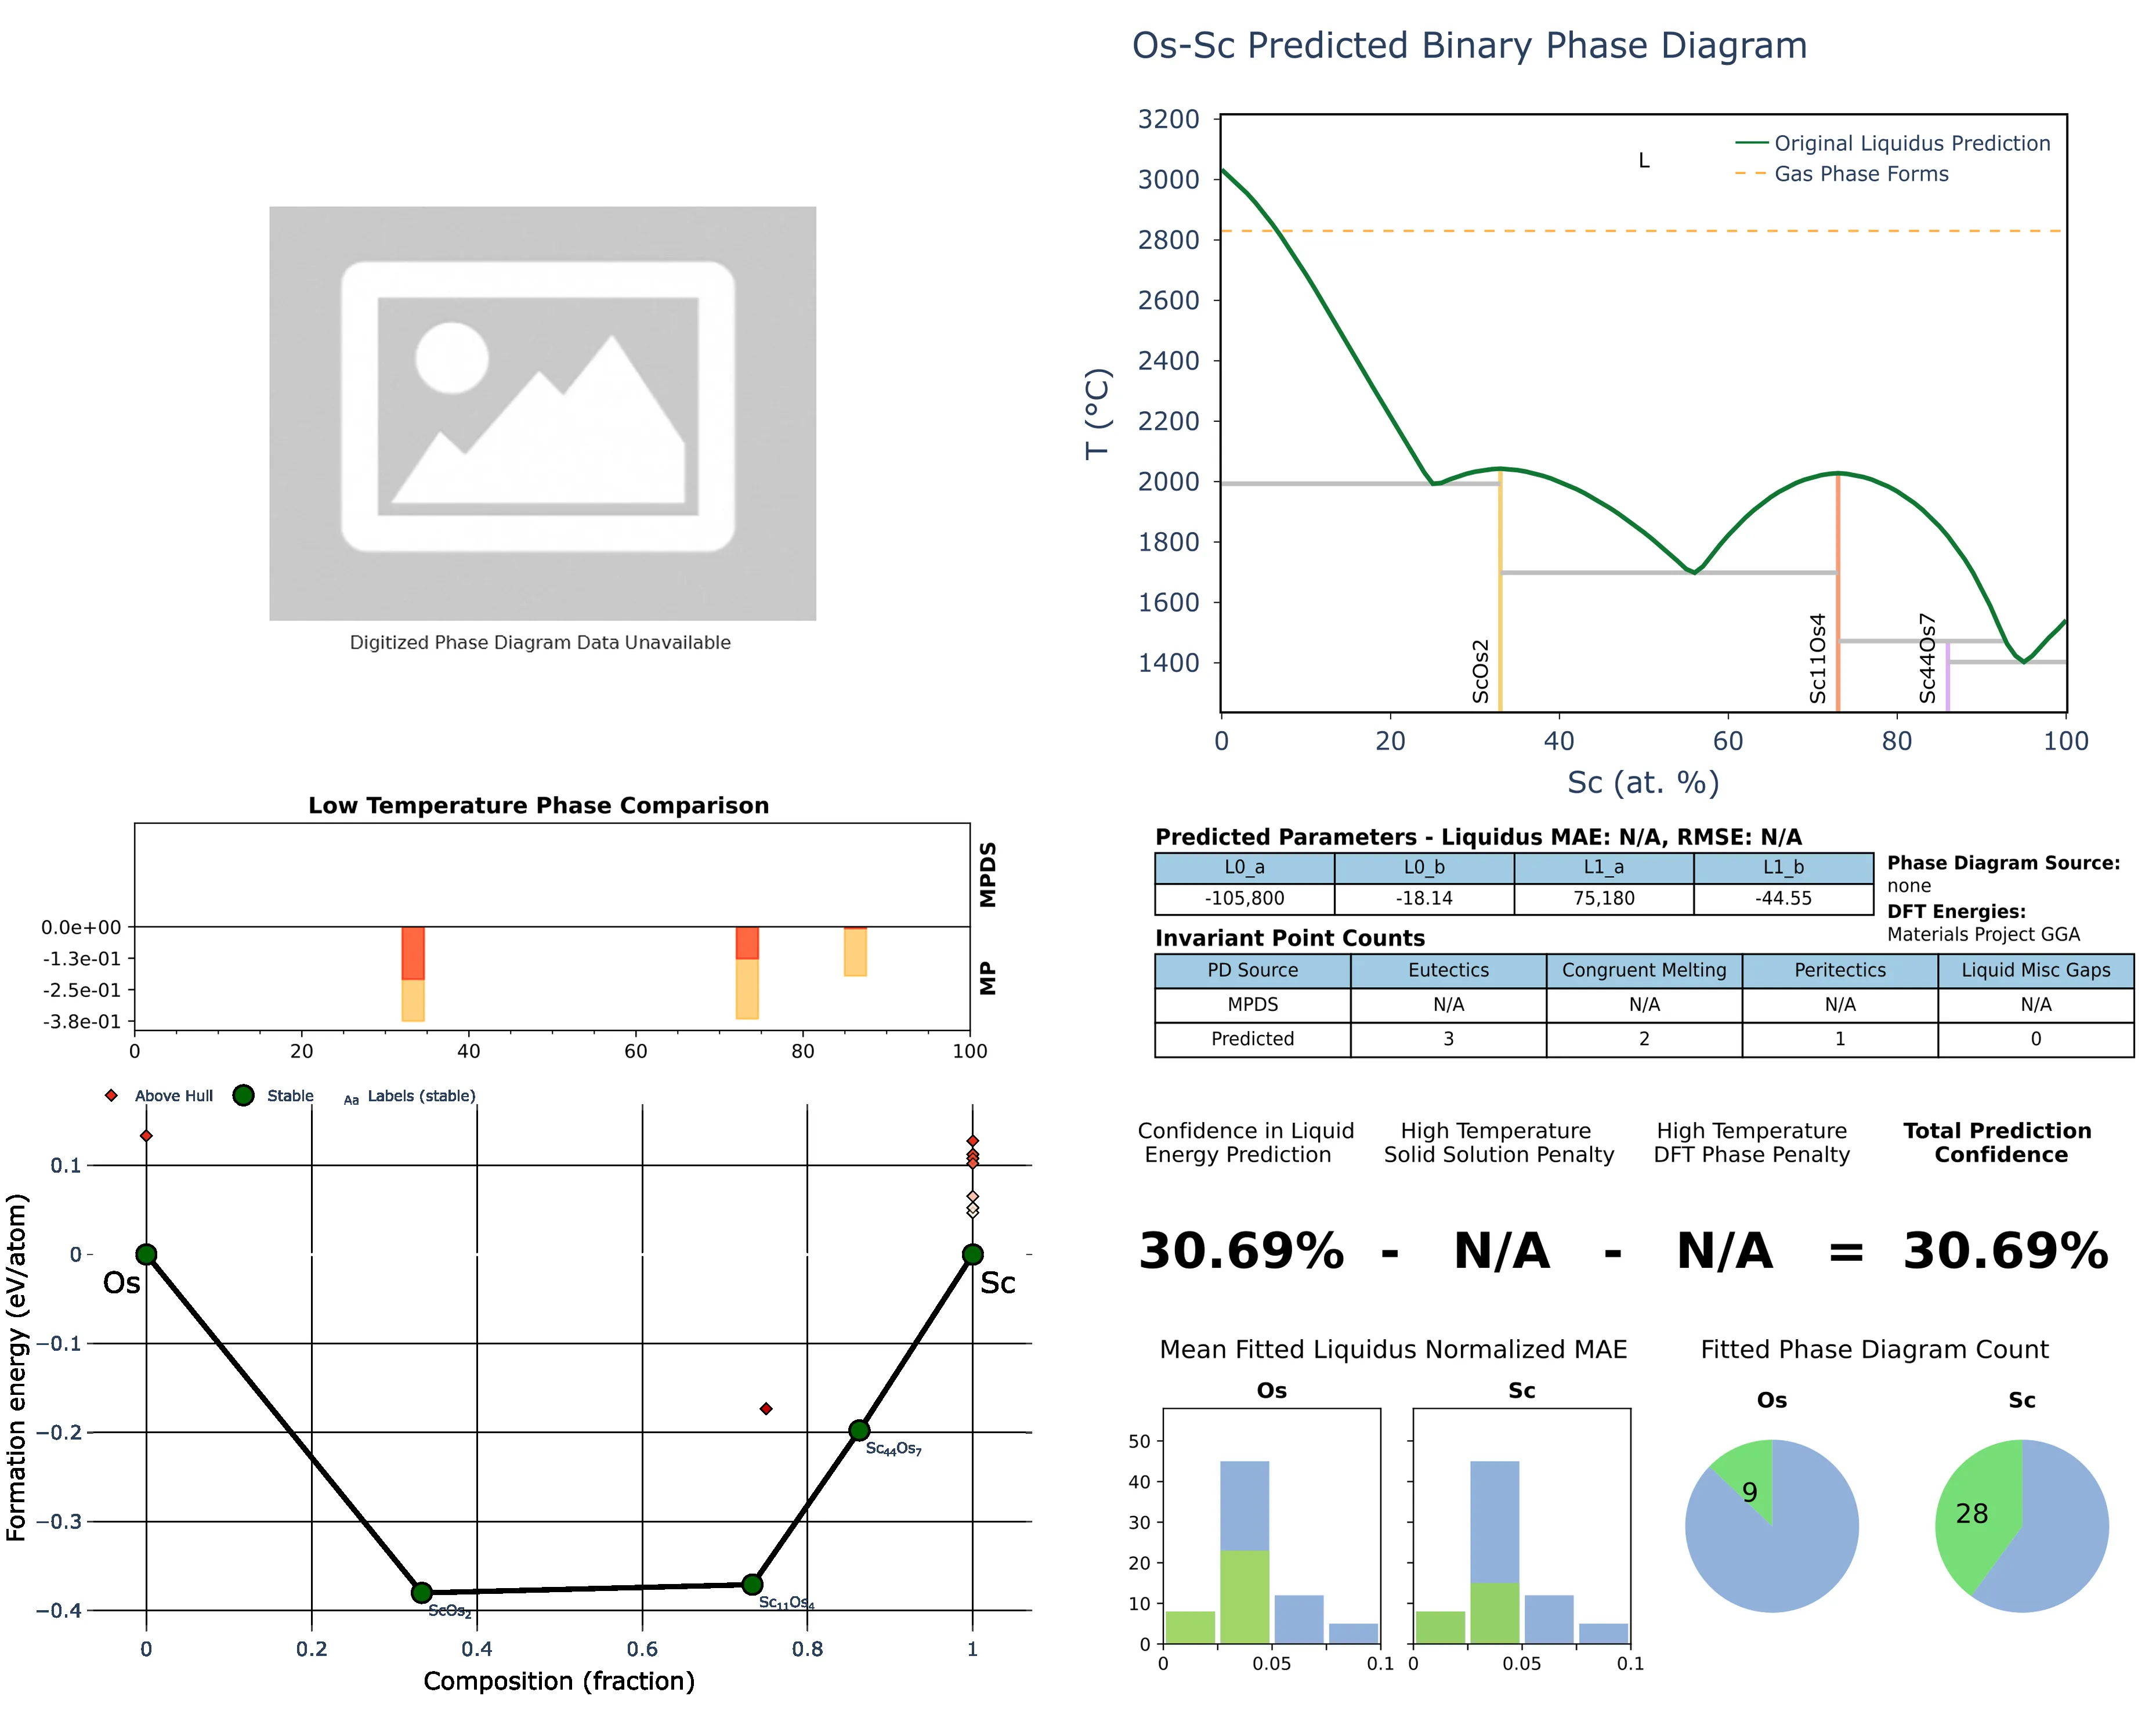 Os-Sc Predicted Binary Phase Diagram
3200
3000
2800
2600
2400
2200
2000
1800
1600
1400
T (°C)
L
Original Liquidus Prediction
Gas Phase Forms
ScOs2
Sc11Os4
Sc44Os7
0 20 40 60 80 100
Sc (at. %)
Digitized Phase Diagram Data Unavailable
Low Temperature Phase Comparison
MPDS
MP
0.0e+00
-1.3e-01
-2.5e-01
-3.8e-01
0 20 40 60 80 100
Predicted Parameters - Liquidus MAE: N/A, RMSE: N/A
L0_a L0_b L1_a L1_b
-105,800 -18.14 75,180 -44.55
Phase Diagram Source:
none
DFT Energies:
Materials Project GGA
Invariant Point Counts
PD Source Eutectics Congruent Melting Peritectics Liquid Misc Gaps
MPDS N/A N/A N/A N/A
Predicted 3 2 1 0
Above Hull Stable Aa Labels (stable)
0.1
0
−0.1
−0.2
−0.3
−0.4
Formation energy (eV/atom)
Os
Sc
Sc₄₄Os₇
ScOs₂
Sc₁₁Os₄
0 0.2 0.4 0.6 0.8 1
Composition (fraction)
Confidence in Liquid
Energy Prediction
High Temperature
Solid Solution Penalty
High Temperature
DFT Phase Penalty
Total Prediction
Confidence
30.69% - N/A - N/A = 30.69%
Mean Fitted Liquidus Normalized MAE
Os
Sc
50
40
30
20
10
0
0 0.05 0.1
0 0.05 0.1
Fitted Phase Diagram Count
Os
Sc
9
28